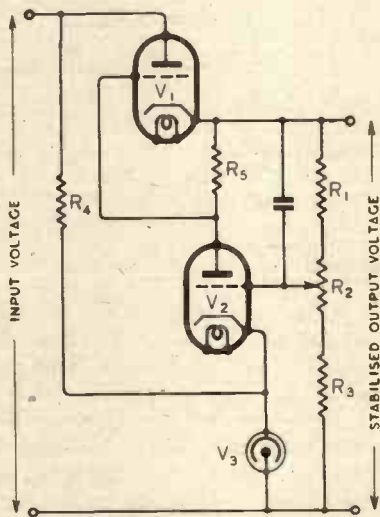 V₁
R₅
R₁
R₄
V₂
R₂
R₃
V₃
INPUT VOLTAGE
STABILISED OUTPUT VOLTAGE